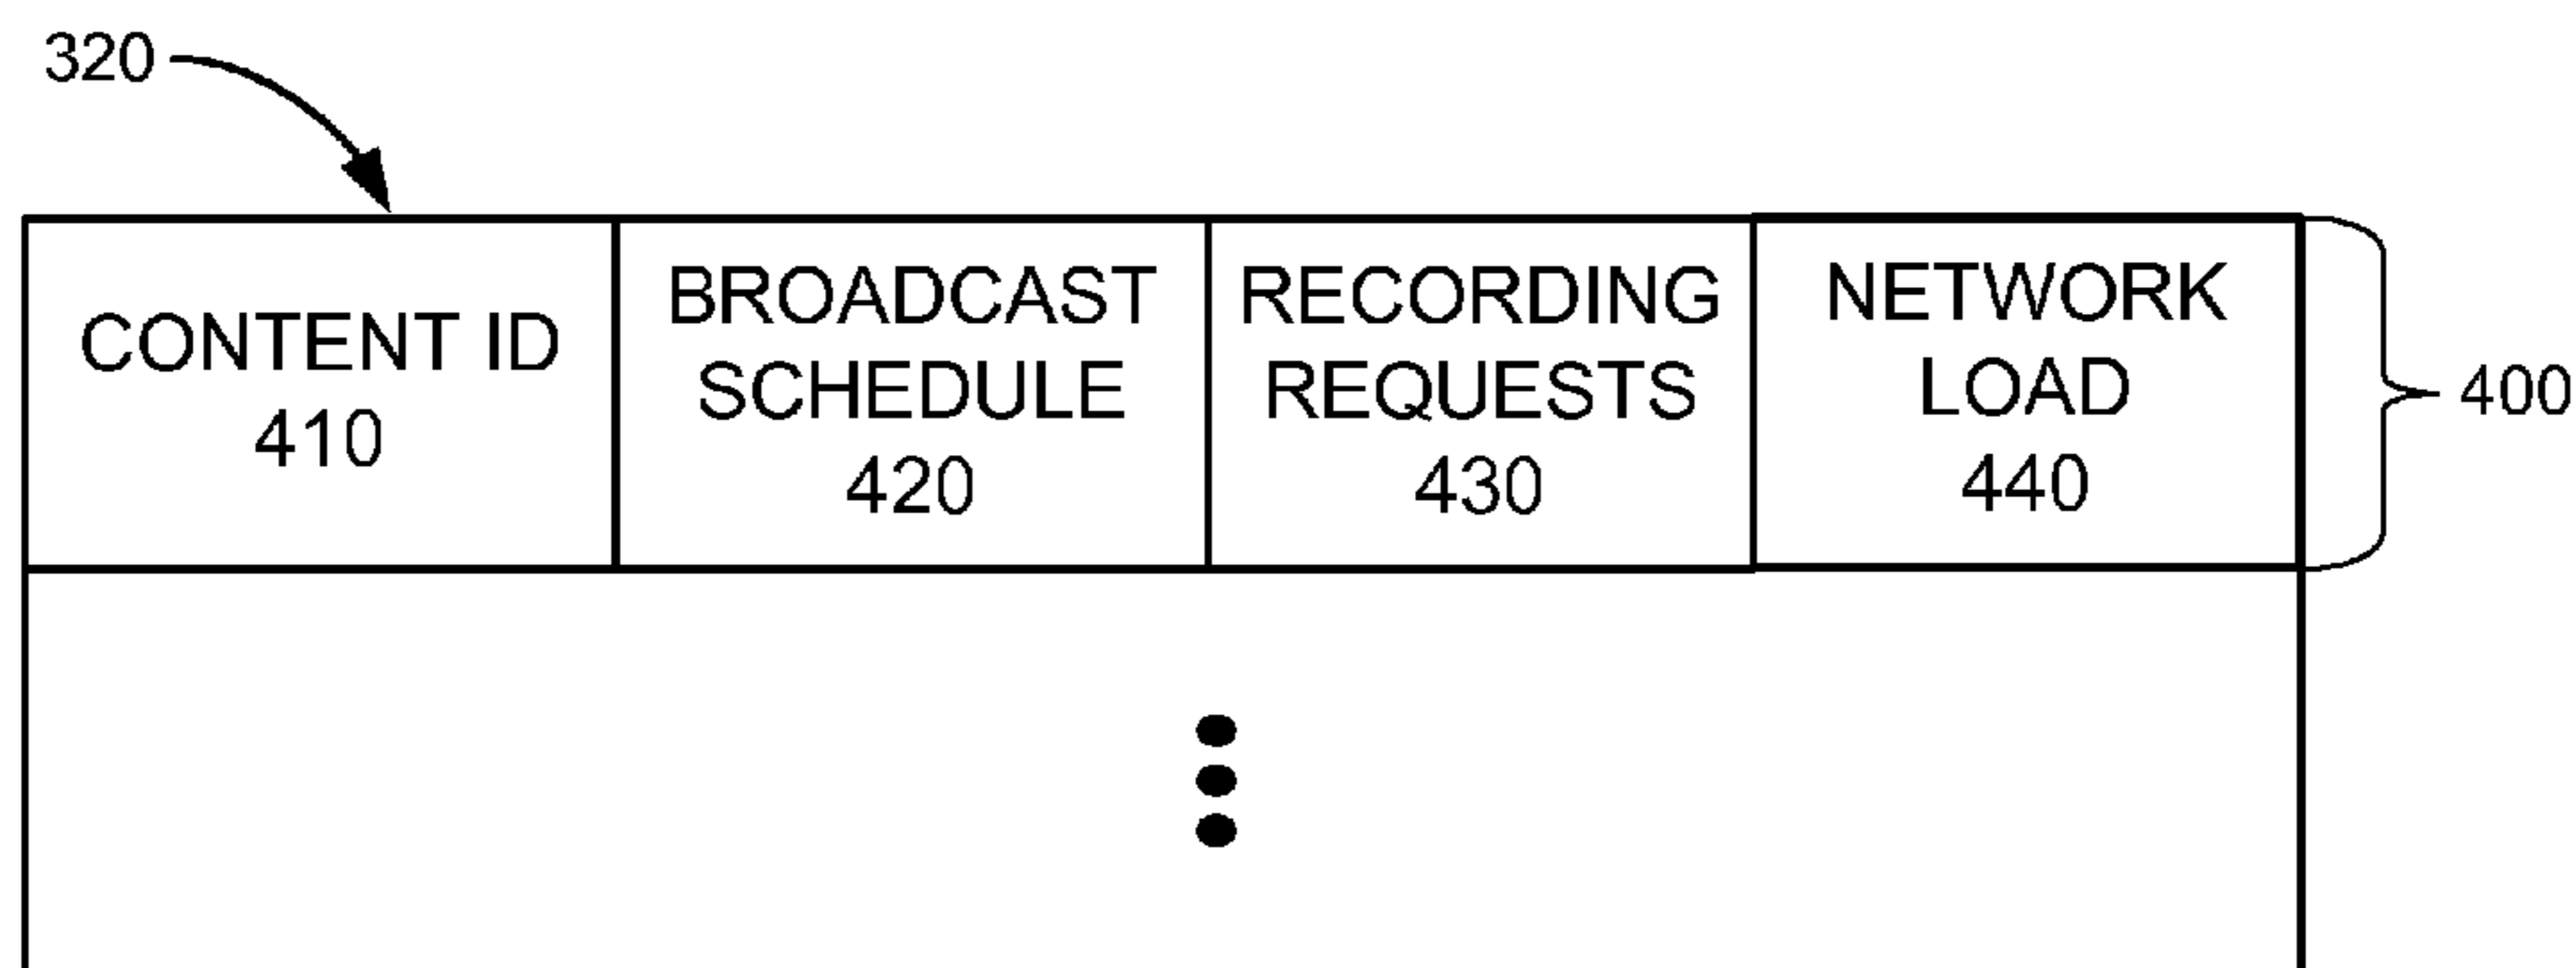 320
CONTENT ID
410
BROADCAST
SCHEDULE
420
RECORDING
REQUESTS
430
NETWORK
LOAD
440
400